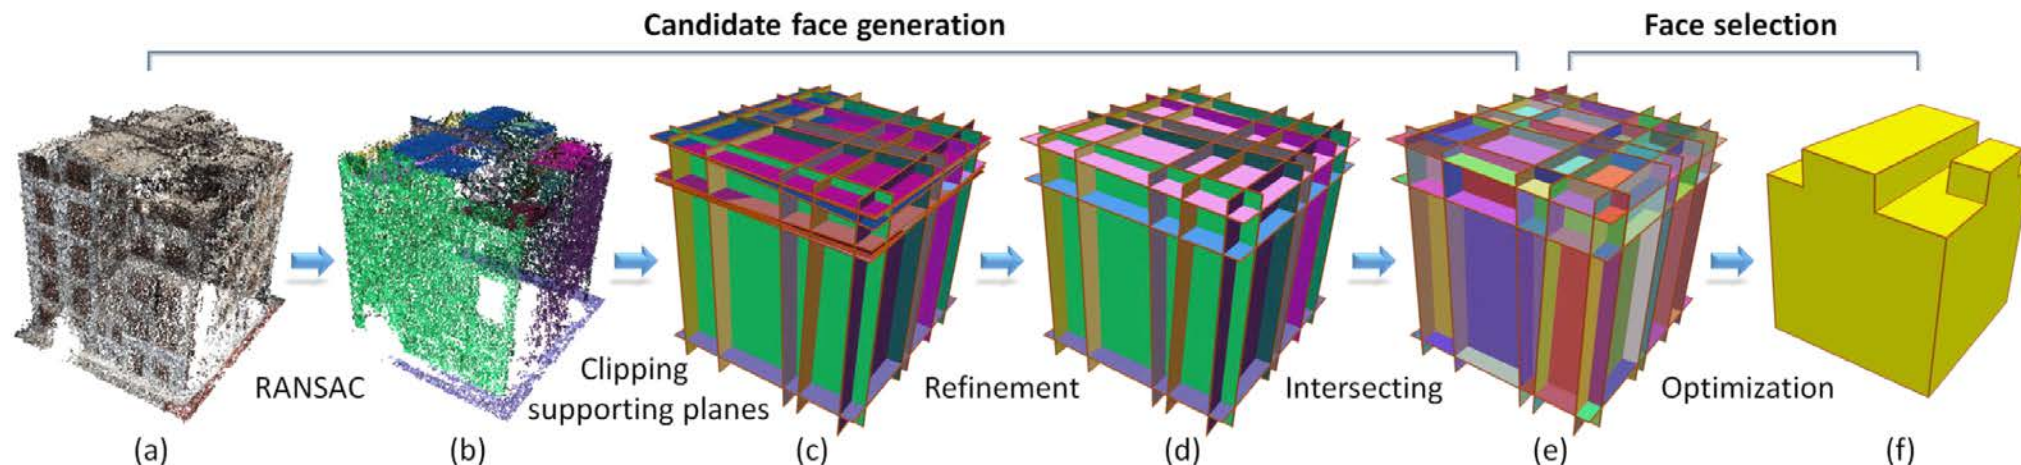 Candidate face generation
Face selection
RANSAC
Clipping
supporting planes
Refinement
Intersecting
Optimization
(a)
(b)
(c)
(d)
(e)
(f)